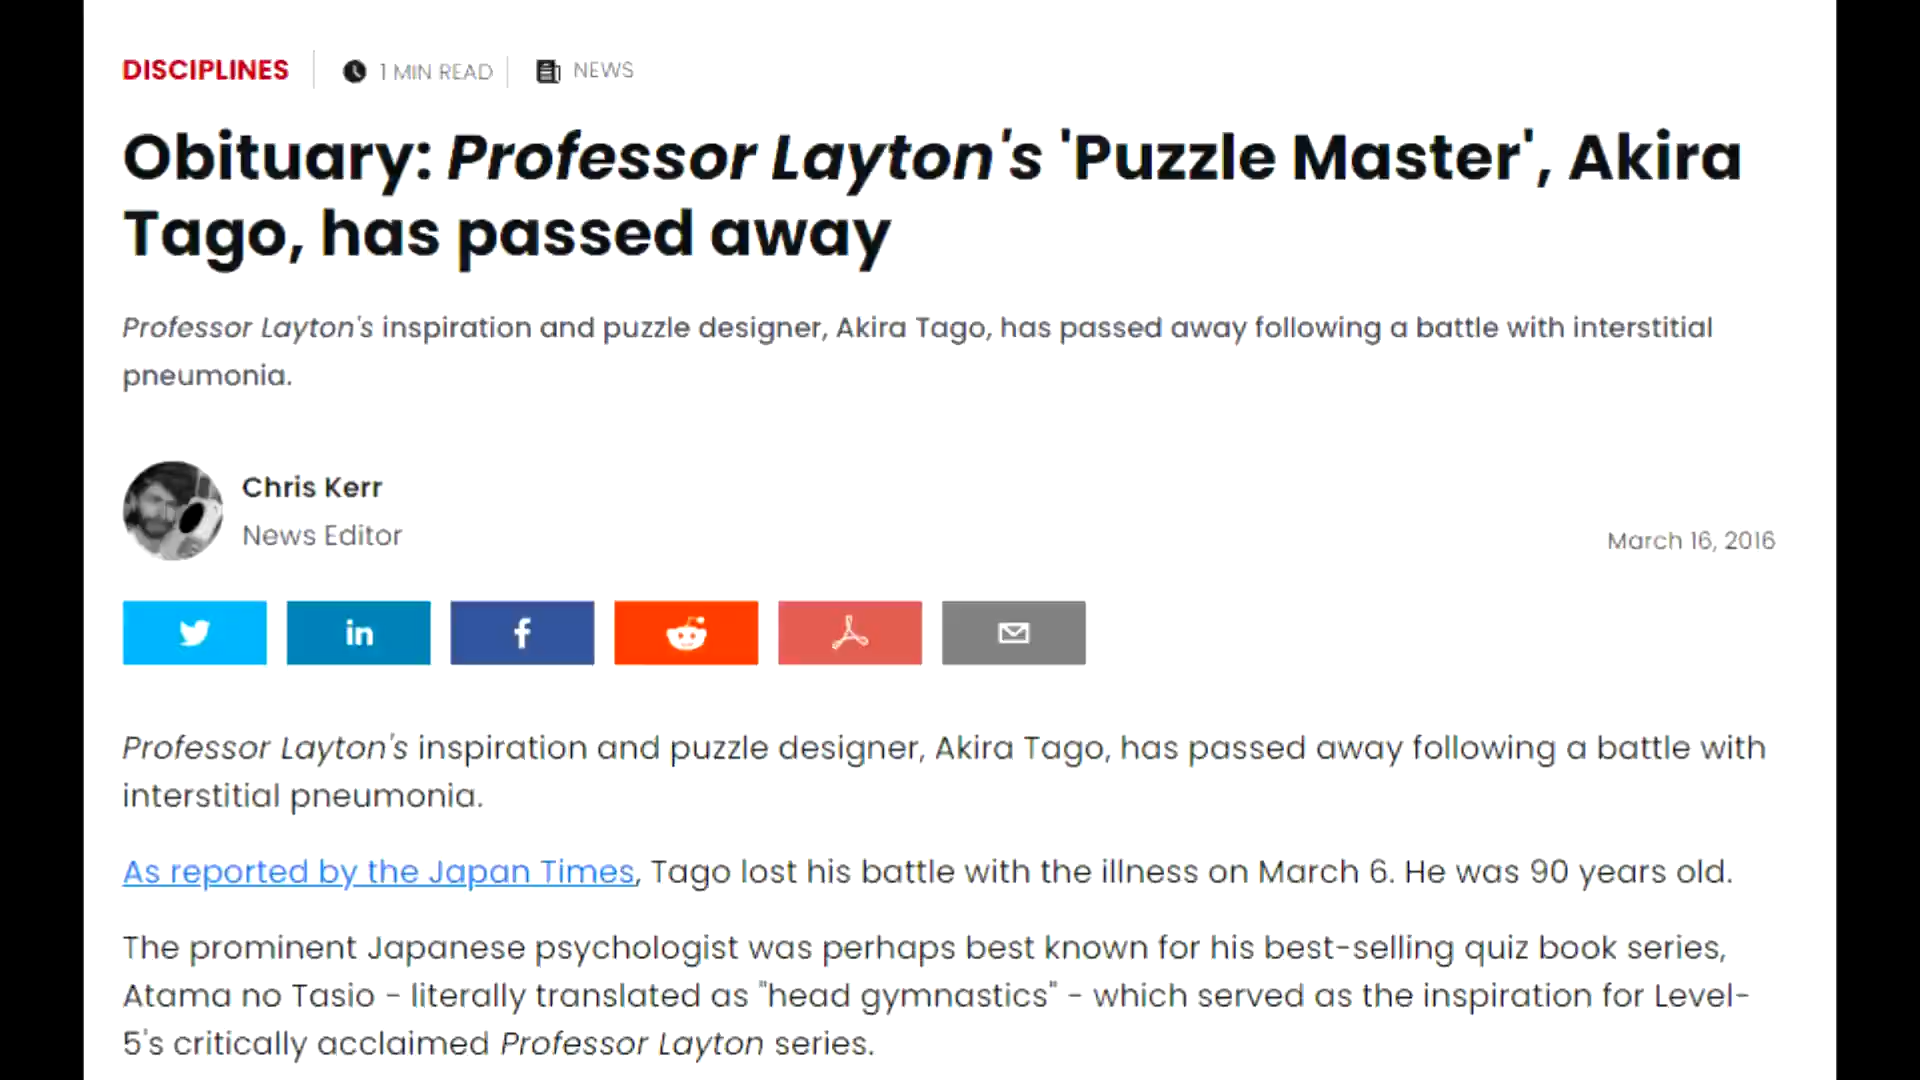 DISCIPLINES 1 MIN READ NEWS
Obituary: Professor Layton's 'Puzzle Master', Akira
Tago, has passed away
Professor Layton's inspiration and puzzle designer, Akira Tago, has passed away following a battle with interstitial
pneumonia.
Chris Kerr
News Editor
March 16, 2016
in
f
Professor Layton's inspiration and puzzle designer, Akira Tago, has passed away following a battle with
interstitial pneumonia.
As reported by the Japan Times, Tago lost his battle with the illness on March 6. He was 90 years old.
The prominent Japanese psychologist was perhaps best known for his best-selling quiz book series,
Atama no Tasio - literally translated as "head gymnastics" - which served as the inspiration for Level-
5's critically acclaimed Professor Layton series.